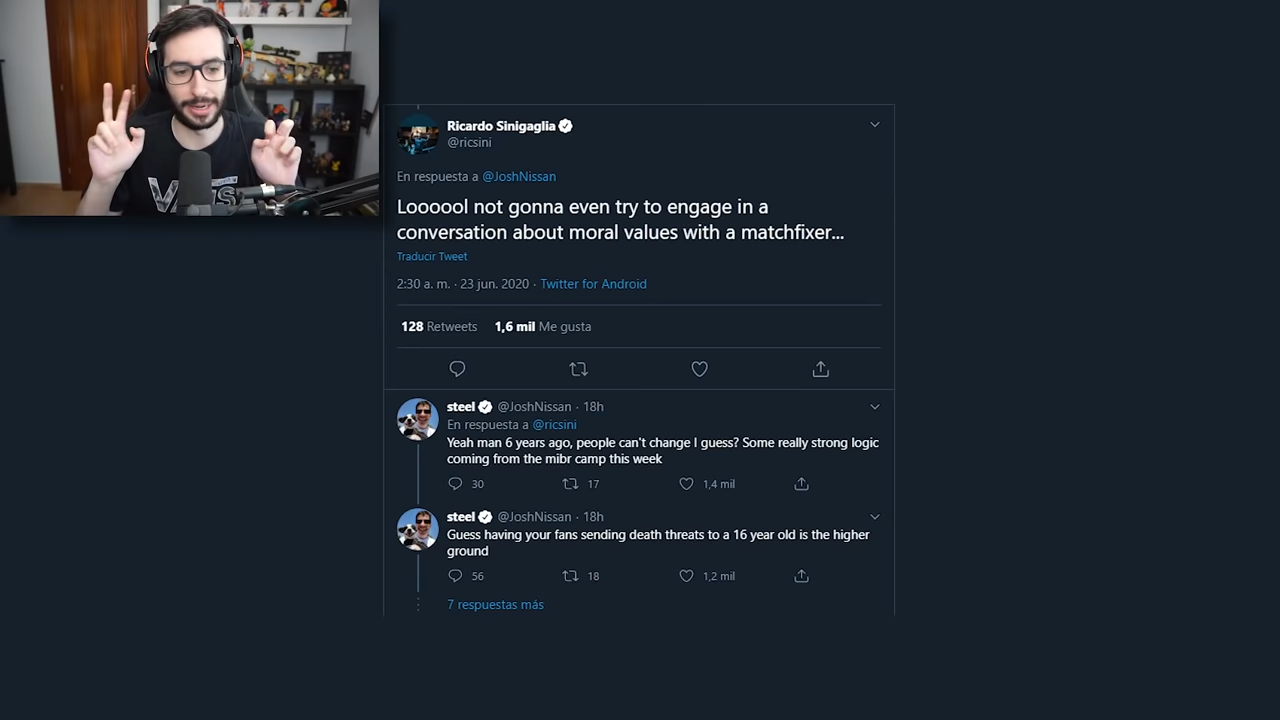 VANS
Ricardo Sinigaglia
@ricsini
En respuesta a @JoshNissan
Loooool not gonna even try to engage in a
conversation about moral values with a matchfixer...
Traducir Tweet
2:30 a. m. · 23 jun. 2020 · Twitter for Android
128 Retweets 1,6 mil Me gusta
steel @JoshNissan · 18h
En respuesta a @ricsini
Yeah man 6 years ago, people can't change I guess? Some really strong logic
coming from the mibr camp this week
30 17 1,4 mil
steel @JoshNissan · 18h
Guess having your fans sending death threats to a 16 year old is the higher
ground
56 18 1,2 mil
7 respuestas más